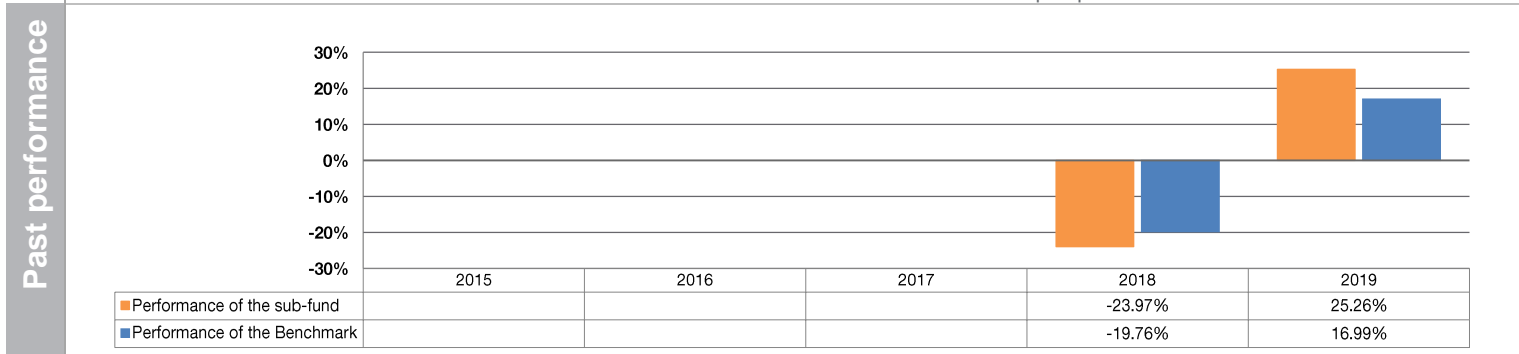 Past performance
30%
20%
10%
0%
-10%
-20%
-30%
2015 2016 2017 2018 2019
Performance of the sub-fund -23.97% 25.26%
Performance of the Benchmark -19.76% 16.99%